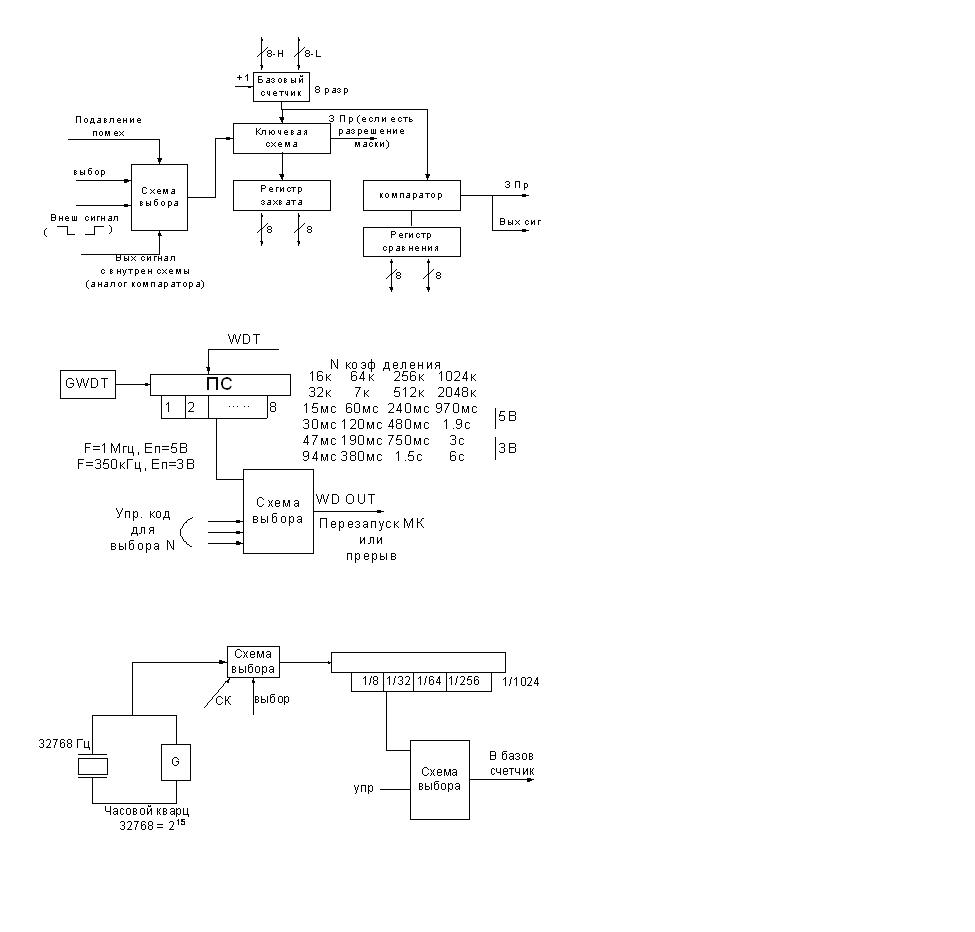 8-H 8-L
+1
Базовый
счетчик
8 разр
Подавление
помех
выбор
Внеш сигнал
( )
Схема
выбора
Вых сигнал
с внутрен схемы
(аналог компаратора)
Ключевая
схема
З Пр (если есть
разрешение
маски)
Регистр
захвата
8 8
компаратор
З Пр
Вых сиг
Регистр
сравнения
8 8
WDT
GWDT
ПС
1 2 ..... 8
N коэф деления
16к 64к 256к 1024к
32к 7к 512к 2048к
15мс 60мс 240мс 970мс
30мс 120мс 480мс 1.9с
5В
47мс 190мс 750мс 3с
94мс 380мс 1.5с 6с
3В
F=1Мгц, Еп=5В
F=350кГц, Еп=3В
Схема
выбора
WD OUT
Перезапуск МК
или
прерыв
Упр. код
для
выбора N
Схема
выбора
СК
выбор
1/8 1/32 1/64 1/256 1/1024
32768 Гц
G
Часовой кварц
32768 = 2¹⁵
упр
Схема
выбора
В базов
счетчик